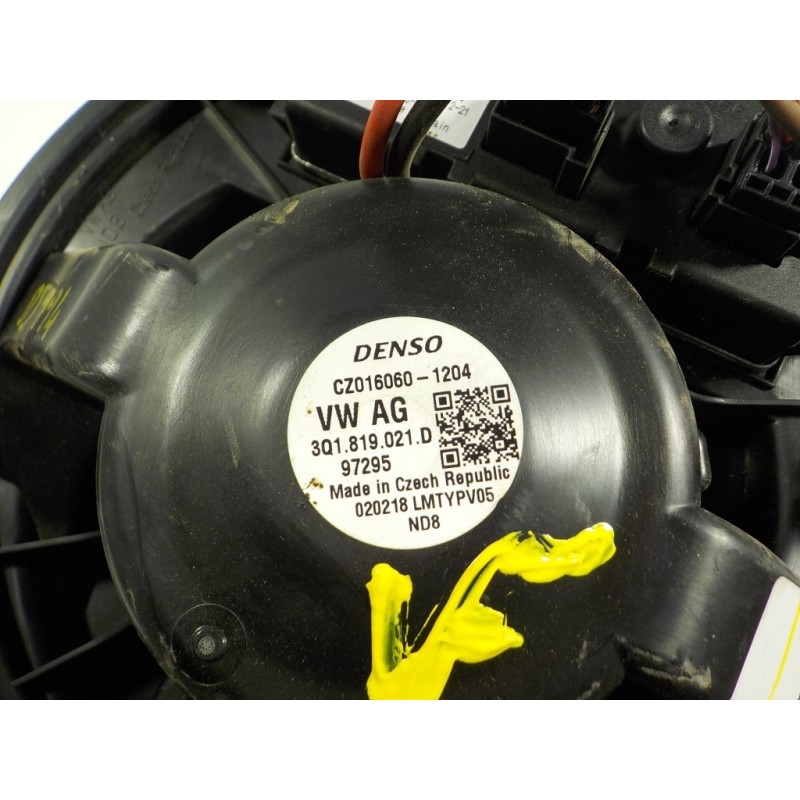 DENSO
CZ016060-1204
VW AG
3Q1.819.021.D
97295
Made in Czech Republic
020218 LMTYPV05
ND8